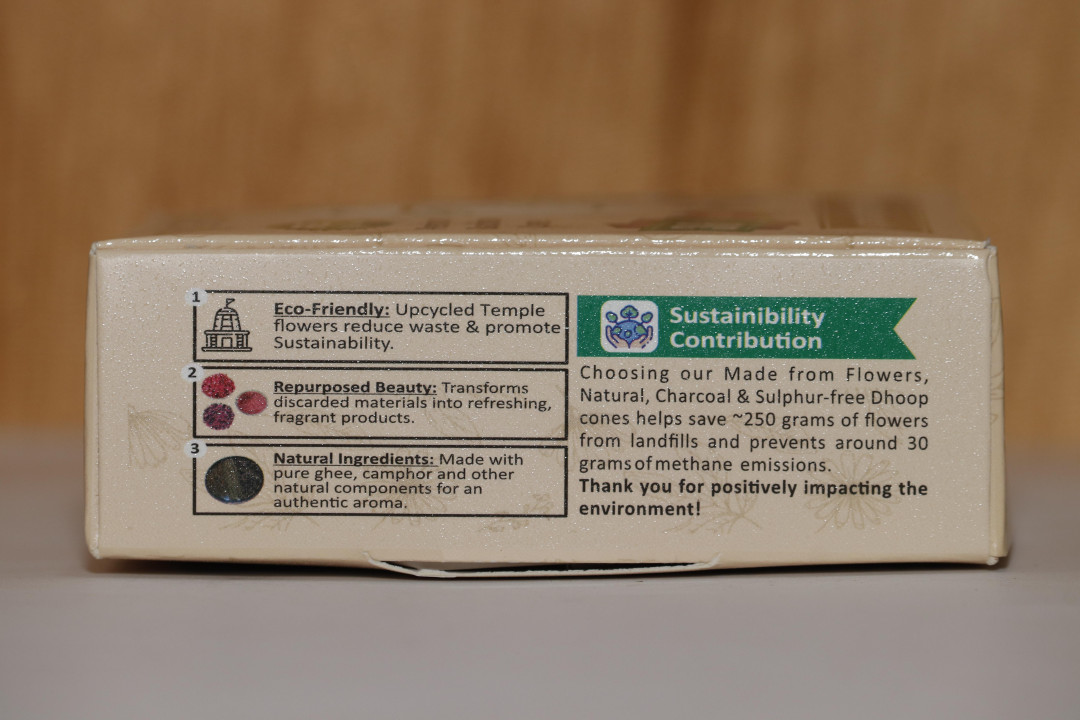 1
Eco-Friendly: Upcycled Temple
flowers reduce waste & promote
Sustainability.
2
Repurposed Beauty: Transforms
discarded materials into refreshing,
fragrant products.
3
Natural Ingredients: Made with
pure ghee, camphor and other
natural components for an
authentic aroma.
Sustainibility
Contribution
Choosing our Made from Flowers,
Natural, Charcoal & Sulphur-free Dhoop
cones helps save ~250 grams of flowers
from landfills and prevents around 30
grams of methane emissions.
Thank you for positively impacting the
environment!